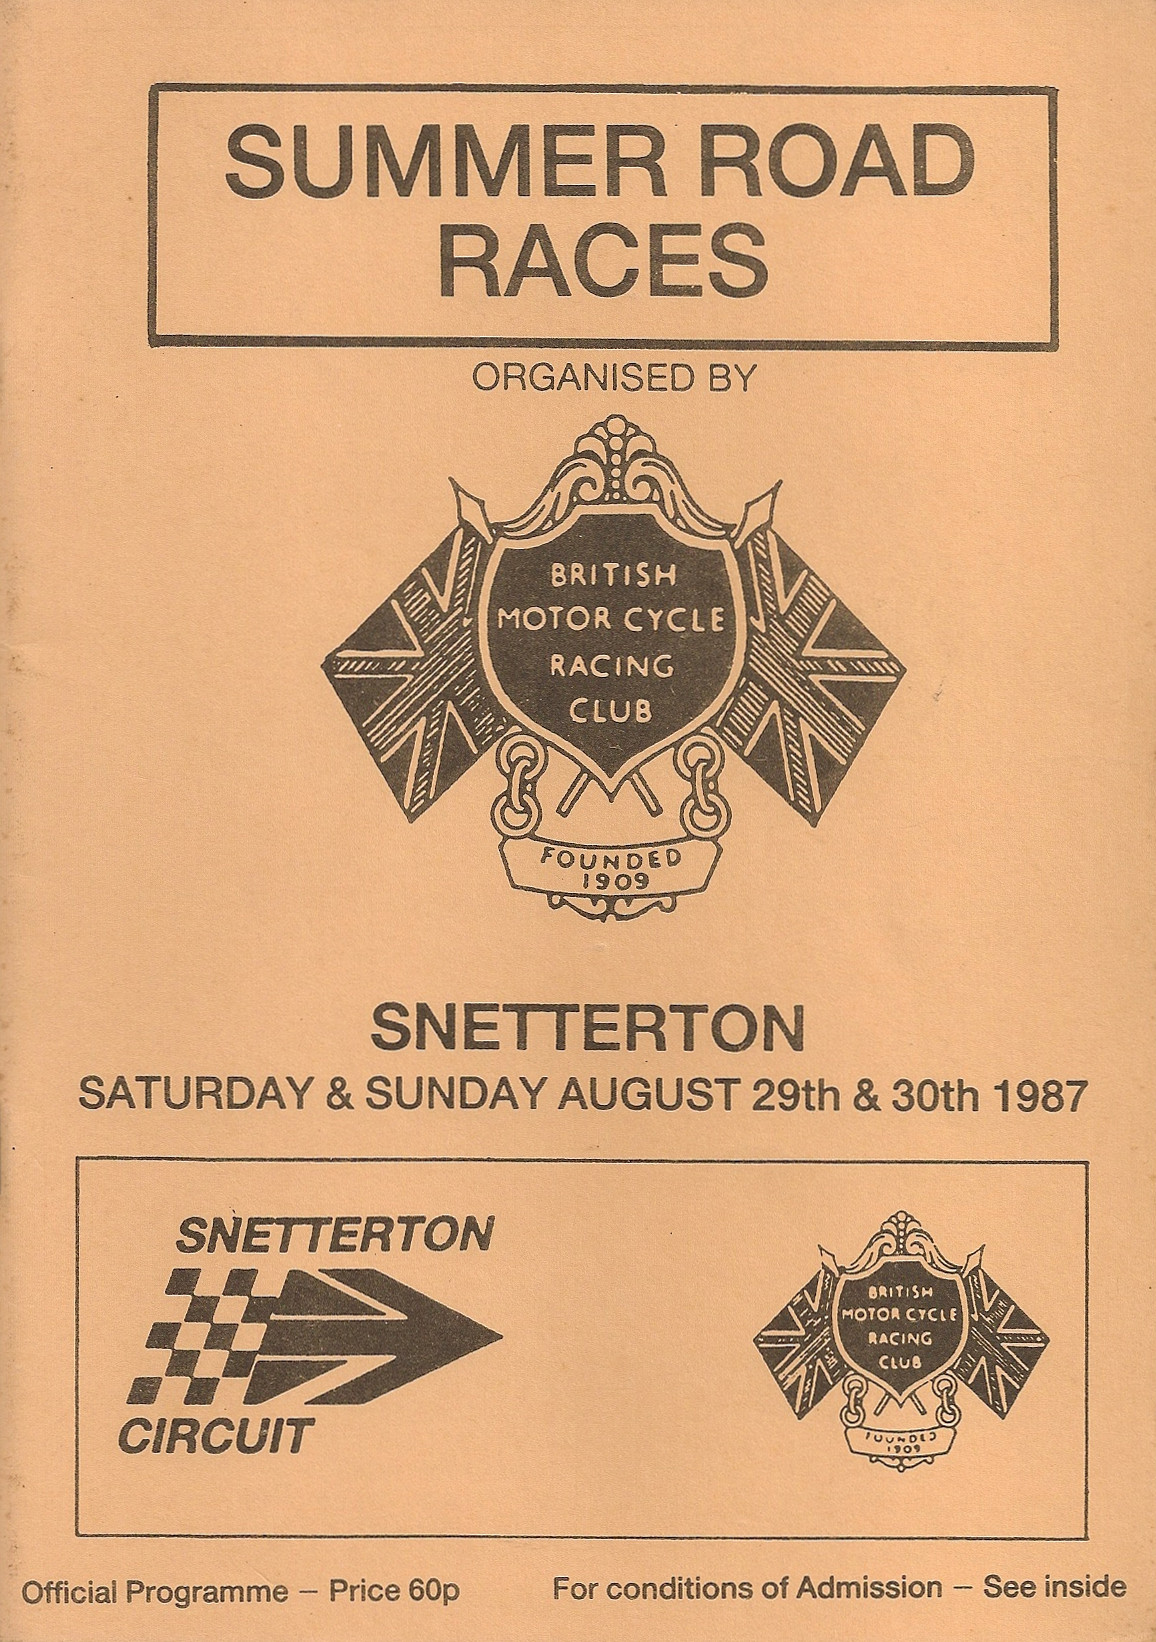 SUMMER ROAD
RACES
ORGANISED BY
BRITISH
MOTOR CYCLE
RACING
CLUB
FOUNDED
1909
SNETTERTON
SATURDAY & SUNDAY AUGUST 29th & 30th 1987
SNETTERTON
CIRCUIT
BRITISH
MOTOR CYCLE
RACING
CLUB
FOUNDED
1909
Official Programme – Price 60p
For conditions of Admission – See inside